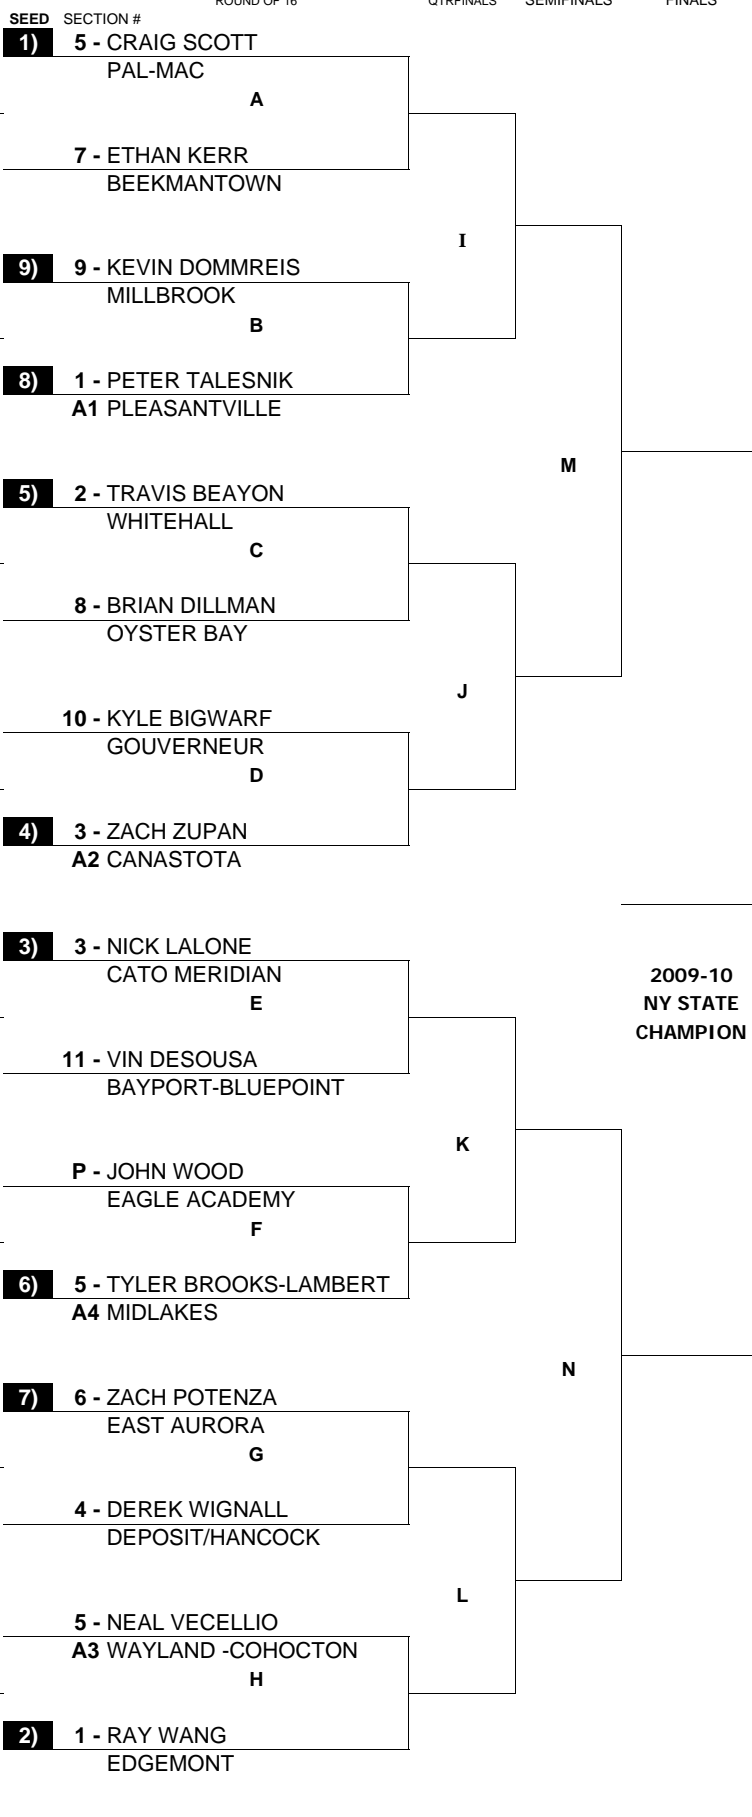 ROUND OF 16 QTRFINALS SEMIFINALS FINALS
SEED SECTION #
1) 5 - CRAIG SCOTT
PAL-MAC
A
7 - ETHAN KERR
BEEKMANTOWN
I
9) 9 - KEVIN DOMMREIS
MILLBROOK
B
8) 1 - PETER TALESNIK
A1 PLEASANTVILLE
M
5) 2 - TRAVIS BEAYON
WHITEHALL
C
8 - BRIAN DILLMAN
OYSTER BAY
J
10 - KYLE BIGWARF
GOUVERNEUR
D
4) 3 - ZACH ZUPAN
A2 CANASTOTA
3) 3 - NICK LALONE
CATO MERIDIAN
E
2009-10
NY STATE
CHAMPION
11 - VIN DESOUSA
BAYPORT-BLUEPOINT
K
P - JOHN WOOD
EAGLE ACADEMY
F
6) 5 - TYLER BROOKS-LAMBERT
A4 MIDLAKES
N
7) 6 - ZACH POTENZA
EAST AURORA
G
4 - DEREK WIGNALL
DEPOSIT/HANCOCK
L
5 - NEAL VECELLIO
A3 WAYLAND -COHOCTON
H
2) 1 - RAY WANG
EDGEMONT